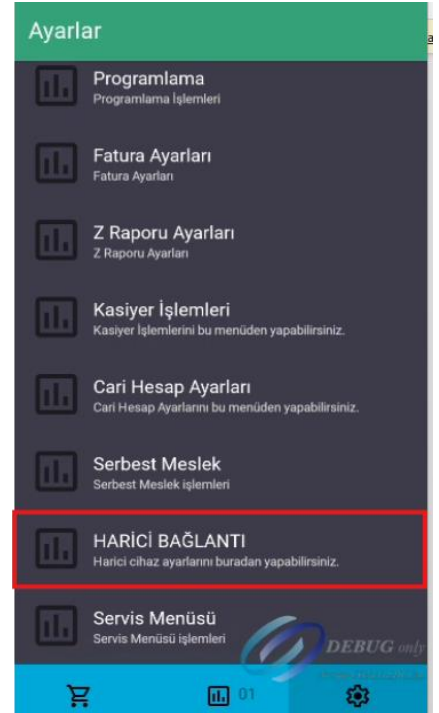 Ayarlar
Programlama
Programlama İşlemleri
Fatura Ayarları
Fatura Ayarları
Z Raporu Ayarları
Z Raporu Ayarları
Kasiyer İşlemleri
Kasiyer İşlemlerini bu menüden yapabilirsiniz.
Cari Hesap Ayarları
Cari Hesap Ayarlarını bu menüden yapabilirsiniz.
Serbest Meslek
Serbest Meslek işlemleri
HARİCİ BAĞLANTI
Harici cihaz ayarlarını buradan yapabilirsiniz.
Servis Menüsü
Servis Menüsü işlemleri
DEBUG only
01